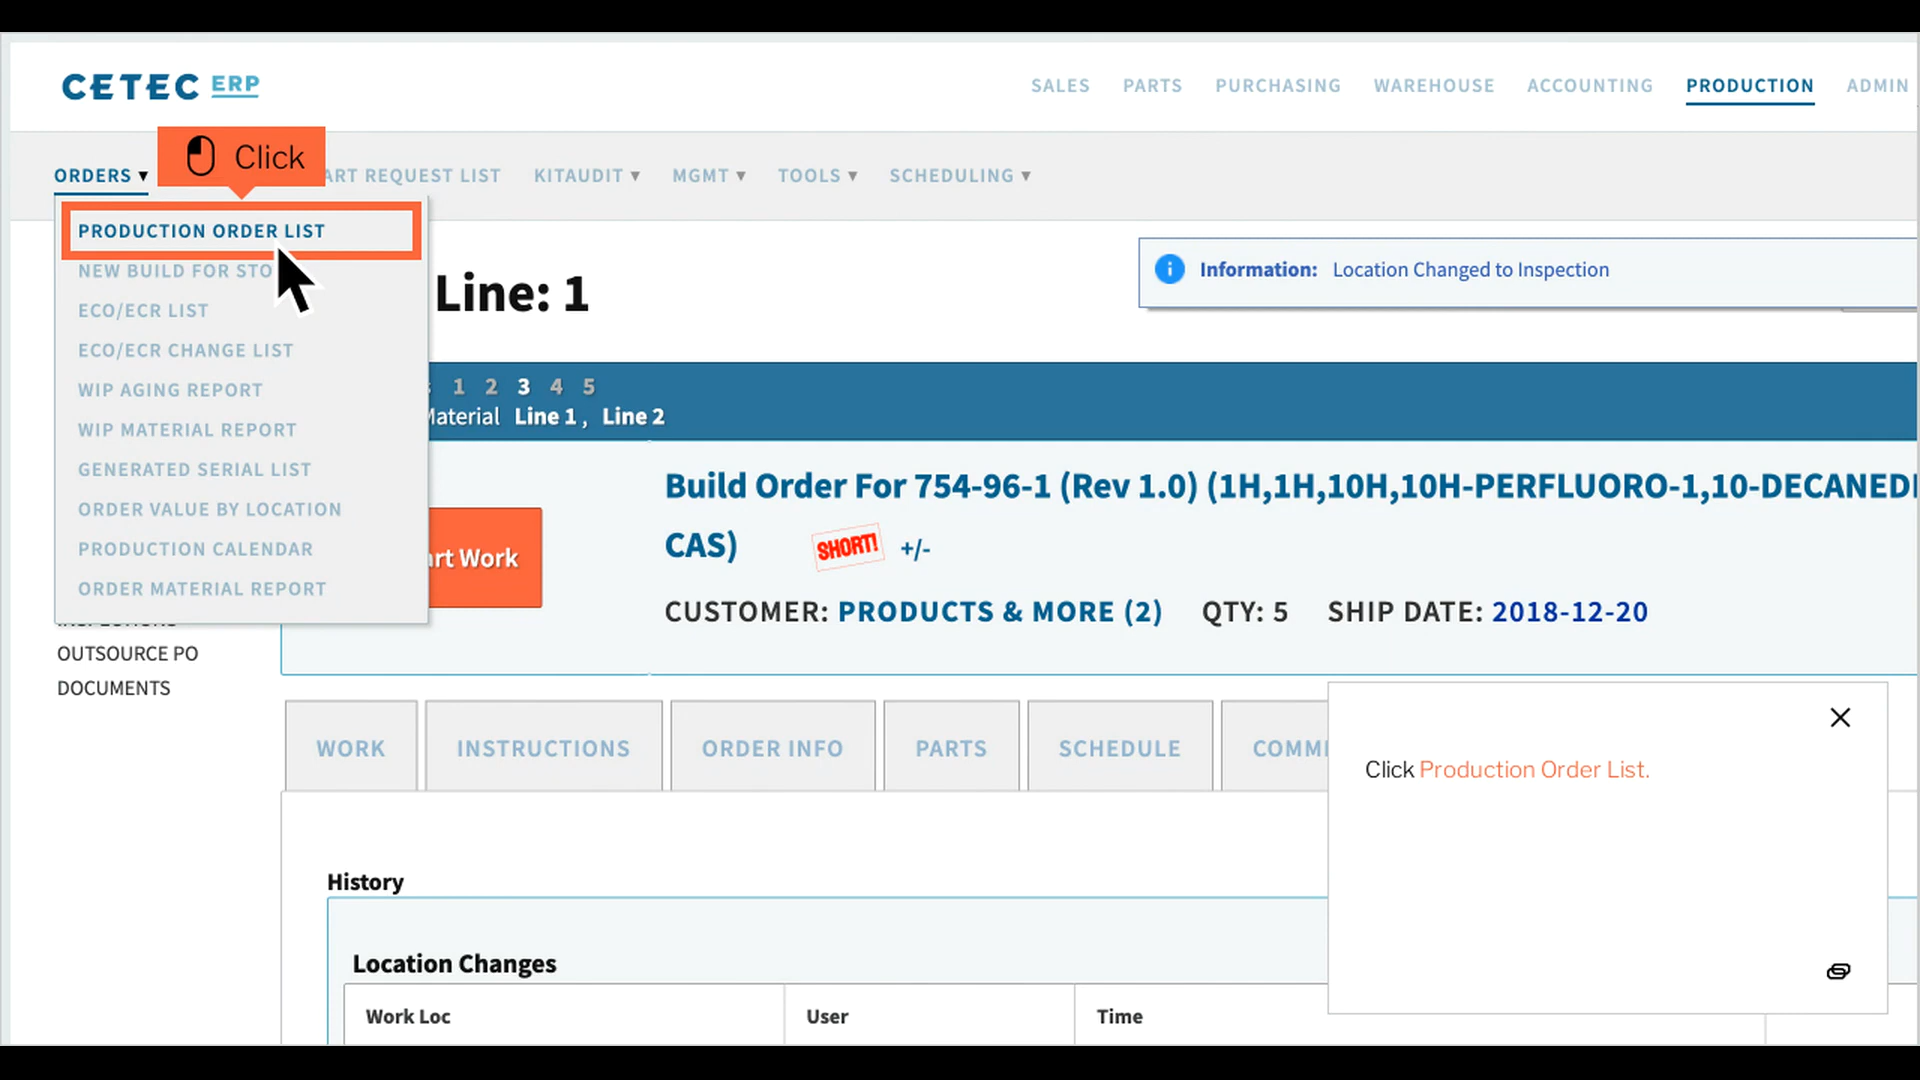 CETEC ERP
SALES PARTS PURCHASING WAREHOUSE ACCOUNTING PRODUCTION ADMIN
Click
ORDERS ▼ ART REQUEST LIST KITAUDIT ▼ MGMT ▼ TOOLS ▼ SCHEDULING ▼
PRODUCTION ORDER LIST
NEW BUILD FOR STO
ECO/ECR LIST
ECO/ECR CHANGE LIST
WIP AGING REPORT
WIP MATERIAL REPORT
GENERATED SERIAL LIST
ORDER VALUE BY LOCATION
PRODUCTION CALENDAR
ORDER MATERIAL REPORT
OUTSOURCE PO
DOCUMENTS
Information: Location Changed to Inspection
Line: 1
1 2 3 4 5
Material Line 1 , Line 2
art Work
Build Order For 754-96-1 (Rev 1.0) (1H,1H,10H,10H-PERFLUORO-1,10-DECANEDI
CAS) SHORT! +/-
CUSTOMER: PRODUCTS & MORE (2) QTY: 5 SHIP DATE: 2018-12-20
WORK INSTRUCTIONS ORDER INFO PARTS SCHEDULE COMM
Click Production Order List.
History
Location Changes
Work Loc User Time